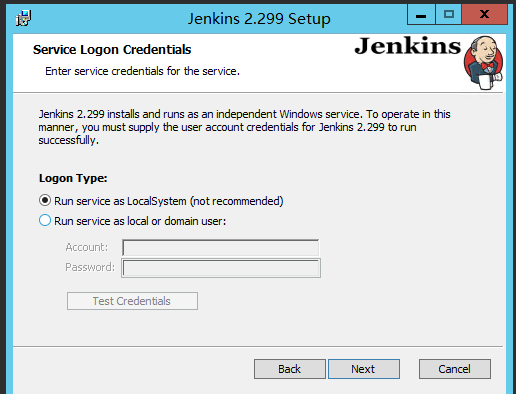 Jenkins 2.299 Setup
Service Logon Credentials
Enter service credentials for the service.
Jenkins
Jenkins 2.299 installs and runs as an independent Windows service. To operate in this
manner, you must supply the user account credentials for Jenkins 2.299 to run
successfully.
Logon Type:
Run service as LocalSystem (not recommended)
Run service as local or domain user:
Account:
Password:
Test Credentials
Back
Next
Cancel